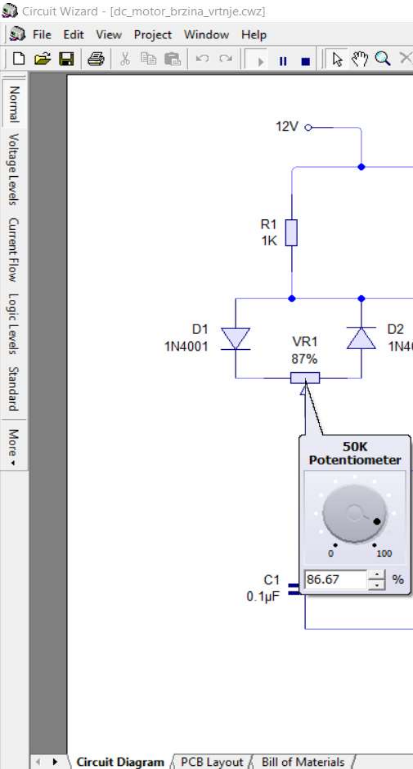 Circuit Wizard - [dc_motor_brzina_vrtnje.cwz]
File Edit View Project Window Help
Normal
Voltage Levels
Current Flow
Logic Levels
Standard
More
12V
R1
1K
D1
1N4001
VR1
87%
D2
1N40
50K
Potentiometer
0 100
86.67 %
C1
0.1µF
Circuit Diagram PCB Layout Bill of Materials